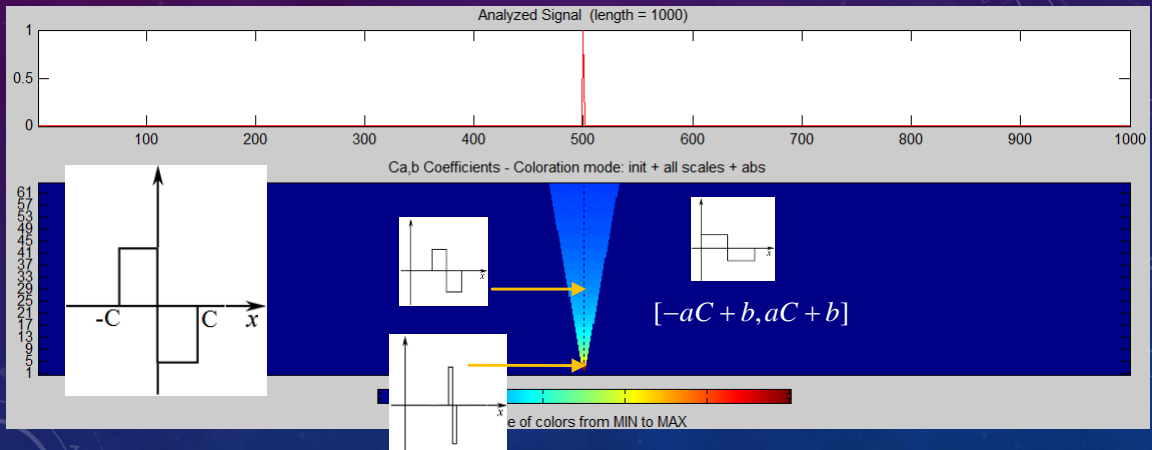 Analyzed Signal (length = 1000)
1
0.5
0
100 200 300 400 500 600 700 800 900 1000
Ca,b Coefficients - Coloration mode: init + all scales + abs
61
57
53
49
45
41
37
33
29
25
21
17
13
9
5
1
-C C x
x
x
[−aC + b, aC + b]
x
e of colors from MIN to MAX